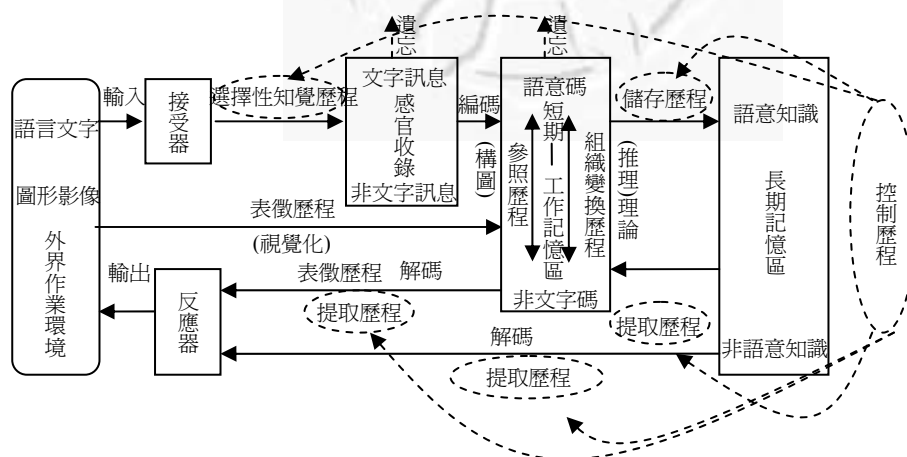 遺忘
遺忘
語言文字
圖形影像
外界作業環境
輸入
接受器
選擇性知覺歷程
文字訊息
感官收錄
非文字訊息
編碼
(構圖)
語意碼
參照歷程
短期—工作記憶區
組織變換歷程
非文字碼
儲存歷程
(推理)理論
語意知識
長期記憶區
非語意知識
控制歷程
表徵歷程
(視覺化)
輸出
反應器
表徵歷程
解碼
提取歷程
提取歷程
解碼
提取歷程